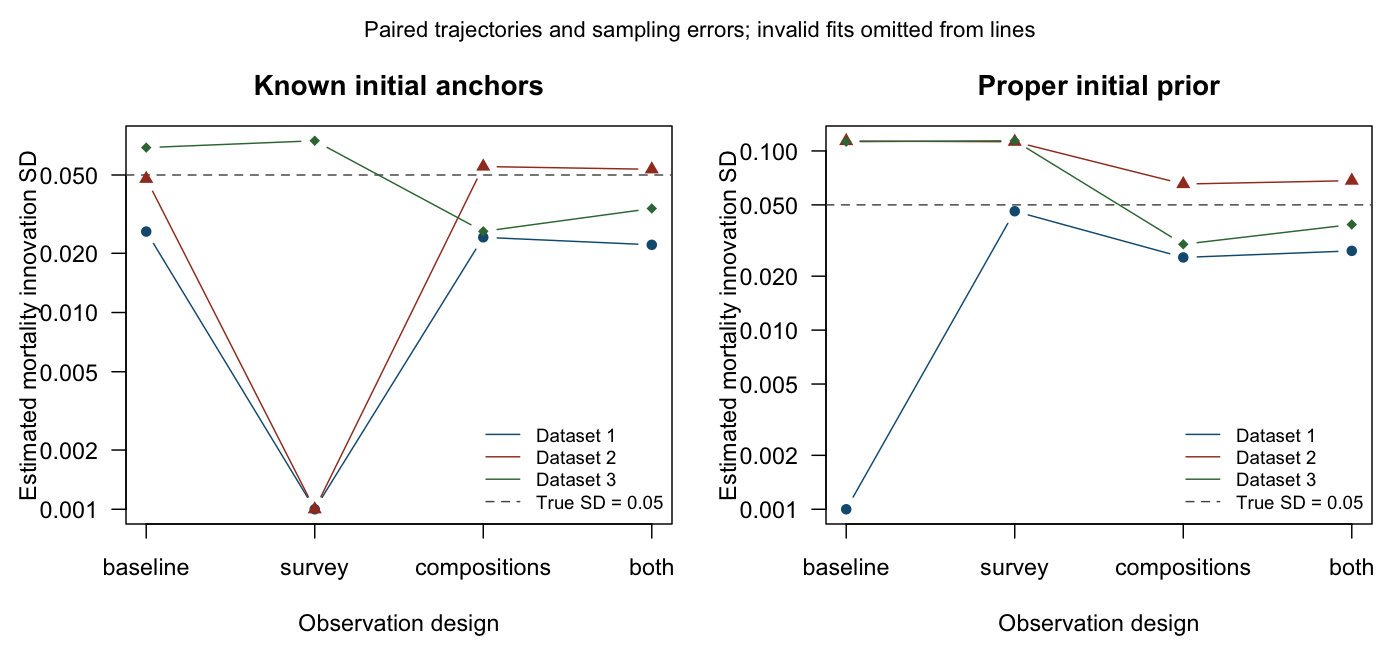 Paired trajectories and sampling errors; invalid fits omitted from lines
Known initial anchors
Estimated mortality innovation SD
0.050
0.020
0.010
0.005
0.002
0.001
Dataset 1
Dataset 2
Dataset 3
True SD = 0.05
baseline survey compositions both
Observation design
Proper initial prior
Estimated mortality innovation SD
0.100
0.050
0.020
0.010
0.005
0.002
0.001
Dataset 1
Dataset 2
Dataset 3
True SD = 0.05
baseline survey compositions both
Observation design